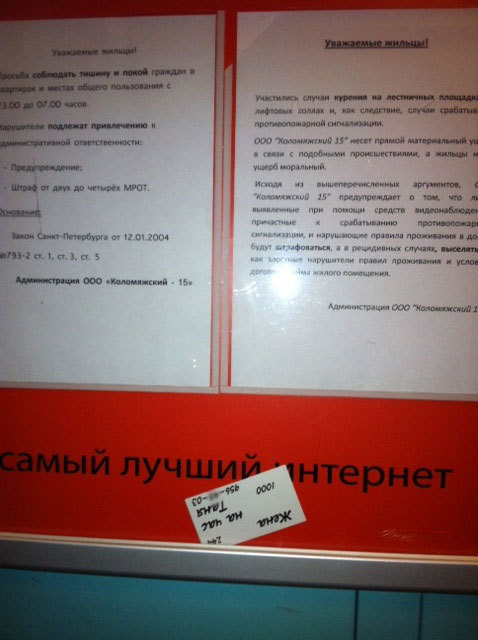 Уважаемые жильцы!
Просьба соблюдать тишину и покой граждан в
квартирах и местах общего пользования с
23.00 до 07.00 часов.
Нарушители подлежат привлечению к
административной ответственности:
- Предупреждение;
- Штраф от двух до четырёх МРОТ.
Основание:
Закон Санкт-Петербурга от 12.01.2004
№793-2 ст. 1, ст. 3, ст. 5
Администрация ООО «Коломяжский - 15»
Уважаемые жильцы!
Участились случаи курения на лестничных площадка
лифтовых холлах и, как следствие, случаи срабаты
противопожарной сигнализации.
ООО "Коломяжский 15" несет прямой материальный ущ
в связи с подобными происшествиями, а жильцы н
ущерб моральный.
Исходя из вышеперечисленных аргументов, О
"Коломяжский 15" предупреждает о том, что ли
выявленные при помощи средств видеонаблюден
причастные к срабатыванию противопожарн
сигнализации, и нарушающие правила проживания в до
будут штрафоваться, а в рецидивных случаях, выселять
как злостные нарушители правил проживания и услов
договора найма жилого помещения.
Администрация ООО "Коломяжский 1
самый лучший интернет
Жена
на час
Таня
1000
956- -03